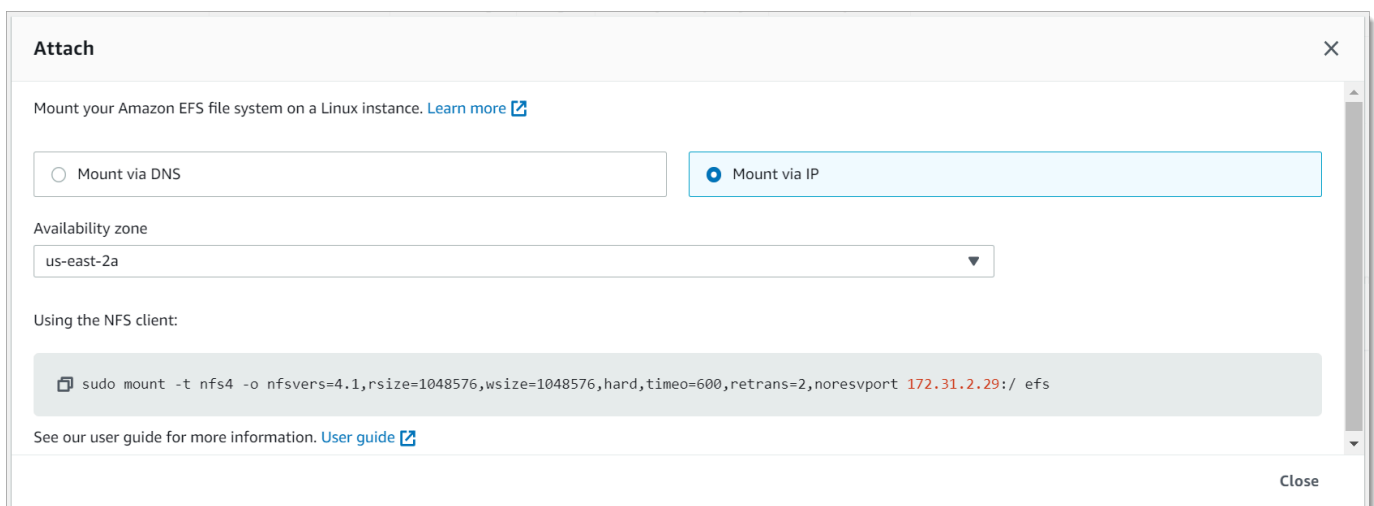 Attach
Mount your Amazon EFS file system on a Linux instance. Learn more
Mount via DNS
Mount via IP
Availability zone
us-east-2a
Using the NFS client:
sudo mount -t nfs4 -o nfsvers=4.1,rsize=1048576,wsize=1048576,hard,timeo=600,retrans=2,noresvport 172.31.2.29:/ efs
See our user guide for more information. User guide
Close